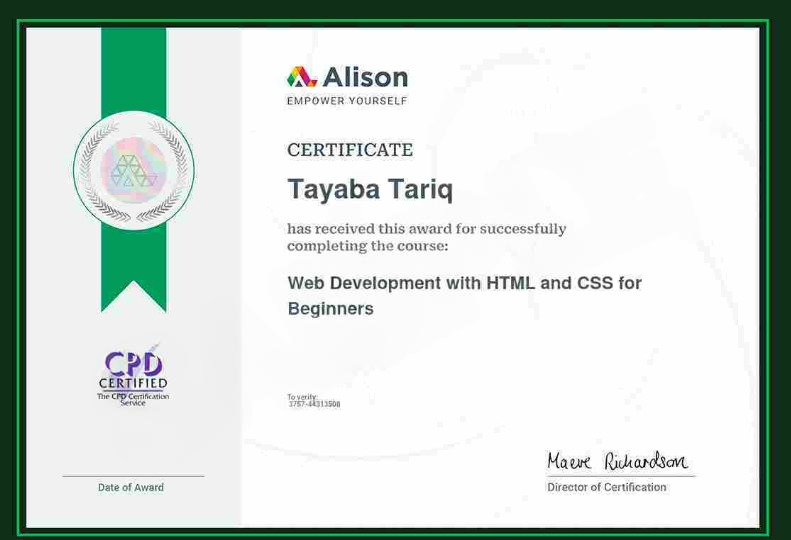 Alison
EMPOWER YOURSELF
CERTIFICATE
Tayaba Tariq
has received this award for successfully
completing the course:
Web Development with HTML and CSS for
Beginners
CPD
CERTIFIED
The CPD Certification
Service
To verify:
3757-44313508
Maeve Richardson
Date of Award
Director of Certification